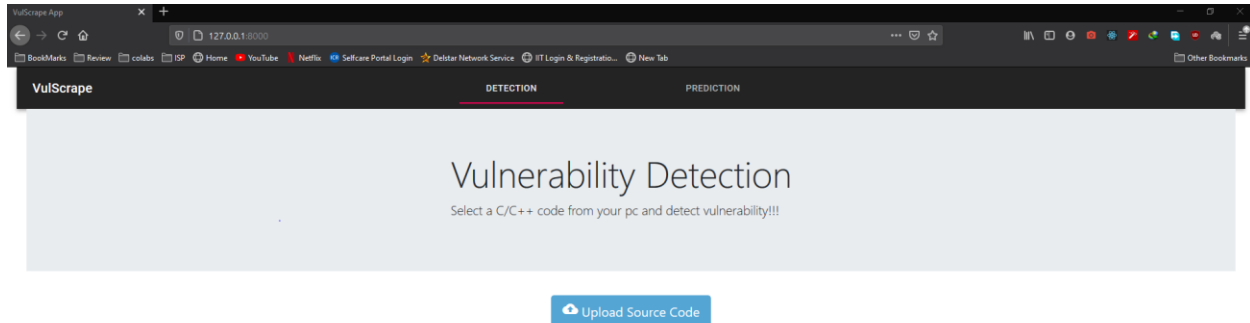 VulScrape App
127.0.0.1:8000
BookMarks Review colabs ISP Home YouTube Netflix Selfcare Portal Login Delstar Network Service IIT Login & Registratio... New Tab Other Bookmarks
VulScrape DETECTION PREDICTION
Vulnerability Detection
Select a C/C++ code from your pc and detect vulnerability!!!
Upload Source Code